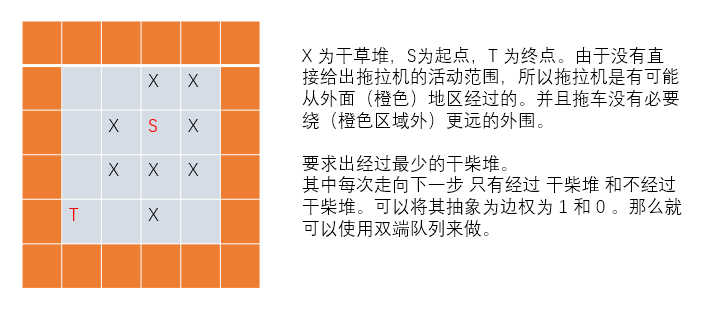 X X
X S X
X X X
T X
X 为干草堆，S为起点，T 为终点。由于没有直
接给出拖拉机的活动范围，所以拖拉机是有可能
从外面（橙色）地区经过的。并且拖车没有必要
绕（橙色区域外）更远的外围。
要求出经过最少的干柴堆。
其中每次走向下一步 只有经过 干柴堆 和不经过
干柴堆。可以将其抽象为边权为 1 和 0 。那么就
可以使用双端队列来做。